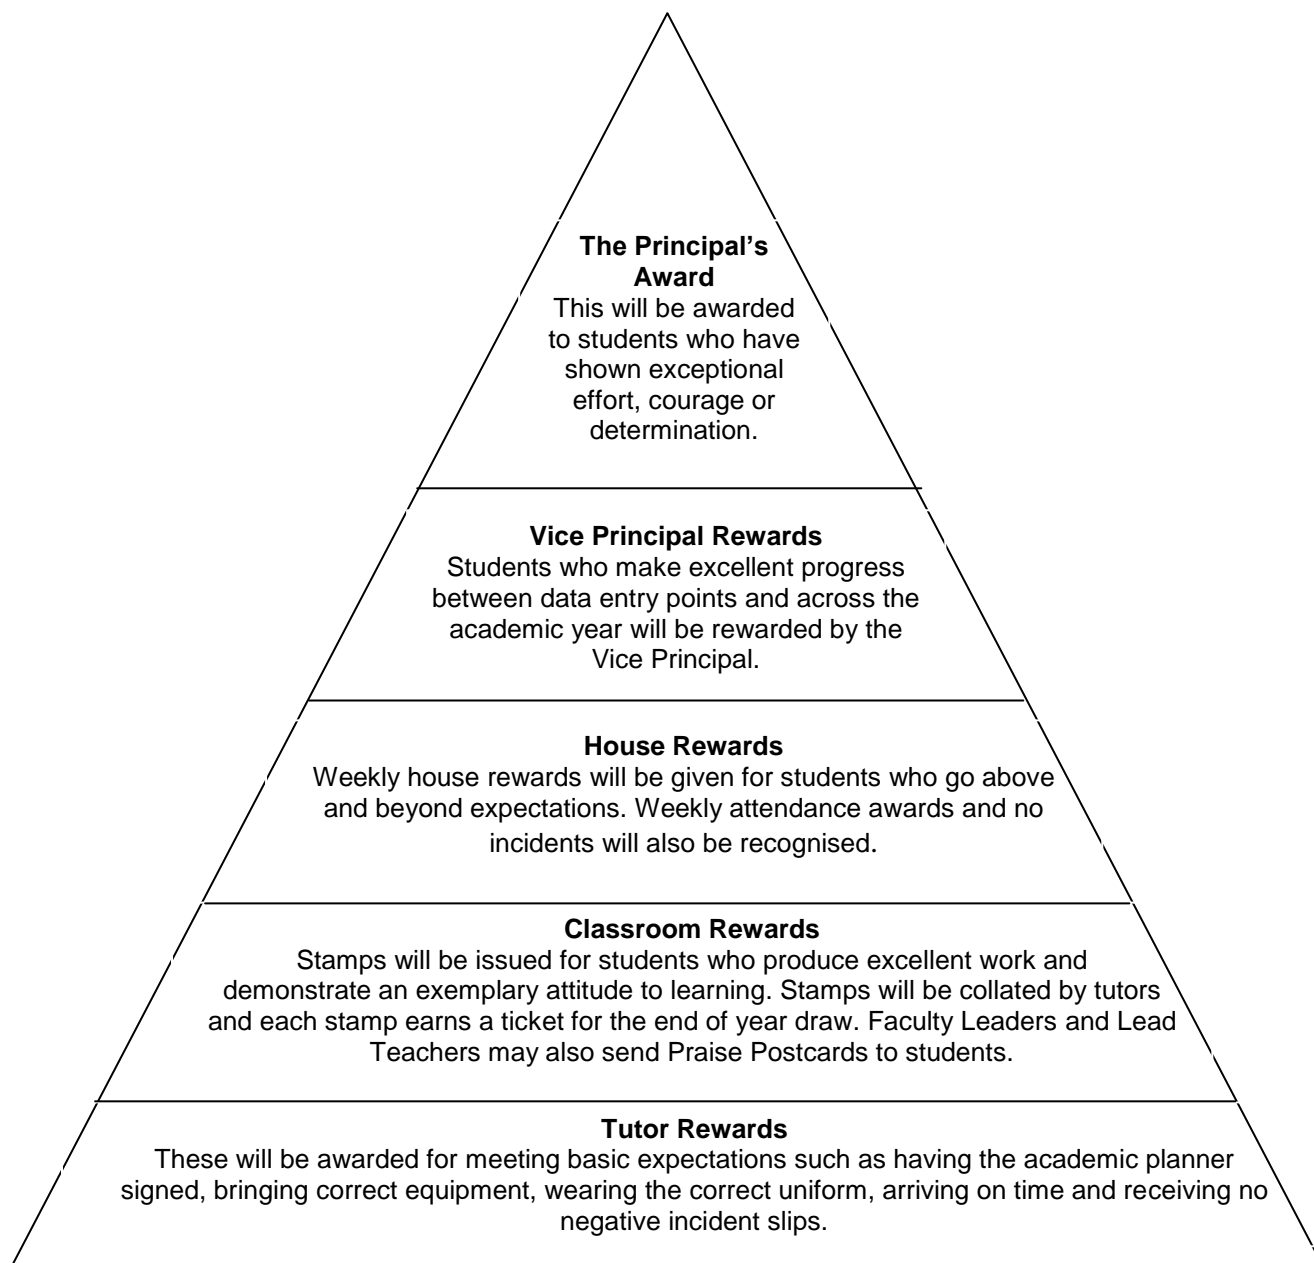 The Principal’s
Award
This will be awarded
to students who have
shown exceptional
effort, courage or
determination.
Vice Principal Rewards
Students who make excellent progress
between data entry points and across the
academic year will be rewarded by the
Vice Principal.
House Rewards
Weekly house rewards will be given for students who go above
and beyond expectations. Weekly attendance awards and no
incidents will also be recognised.
Classroom Rewards
Stamps will be issued for students who produce excellent work and
demonstrate an exemplary attitude to learning. Stamps will be collated by tutors
and each stamp earns a ticket for the end of year draw. Faculty Leaders and Lead
Teachers may also send Praise Postcards to students.
Tutor Rewards
These will be awarded for meeting basic expectations such as having the academic planner
signed, bringing correct equipment, wearing the correct uniform, arriving on time and receiving no
negative incident slips.